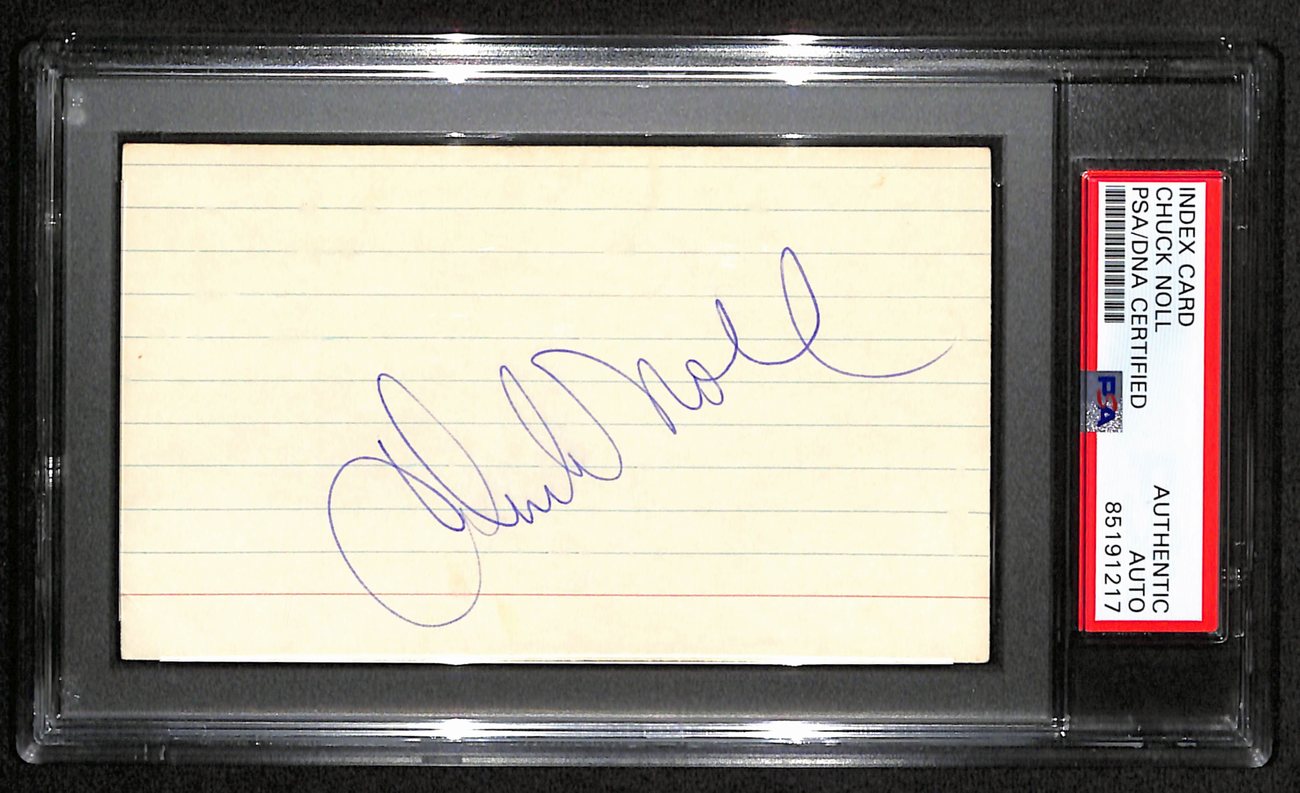 Chuck Noll
INDEX CARD
CHUCK NOLL
PSA/DNA CERTIFIED
AUTHENTIC
AUTO
85191217
PSA